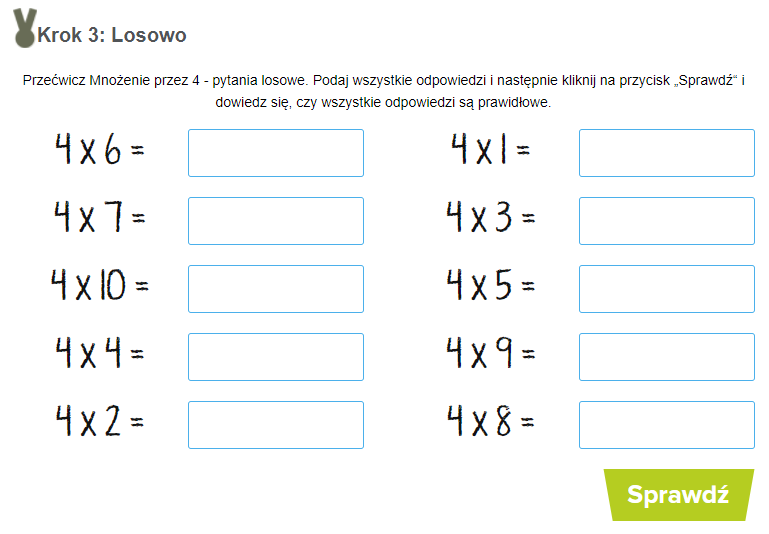 Krok 3: Losowo
Przećwicz Mnożenie przez 4 - pytania losowe. Podaj wszystkie odpowiedzi i następnie kliknij na przycisk „Sprawdź“ i
dowiedz się, czy wszystkie odpowiedzi są prawidłowe.
4 x 6 =
4 x 1 =
4 x 7 =
4 x 3 =
4 x 10 =
4 x 5 =
4 x 4 =
4 x 9 =
4 x 2 =
4 x 8 =
Sprawdź